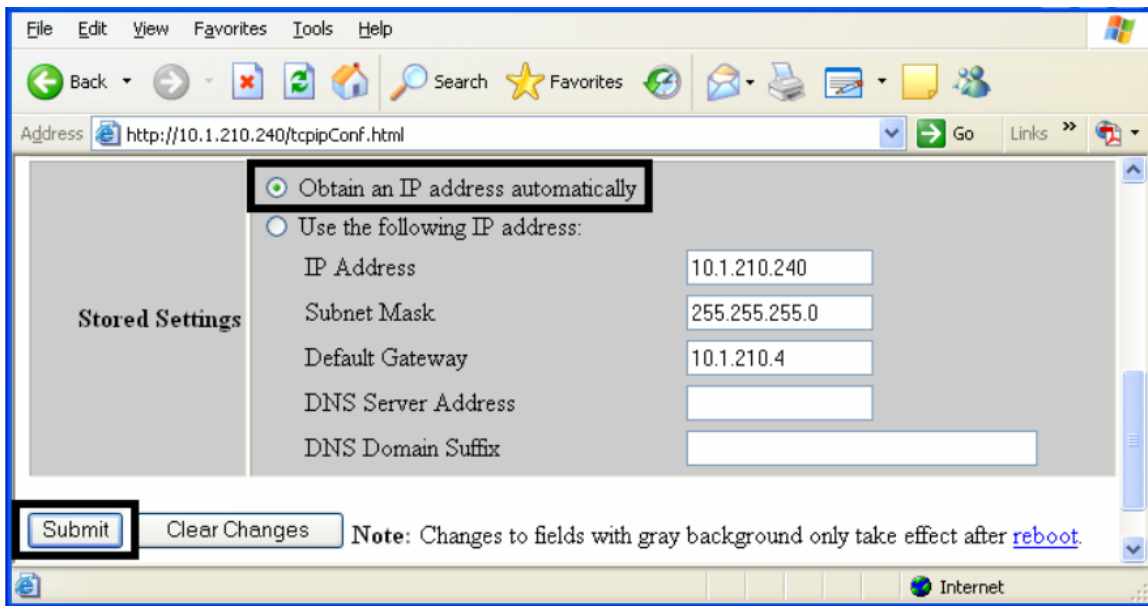 File Edit View Favorites Tools Help
Back Search Favorites
Address http://10.1.210.240/tcpipConf.html Go Links »
Obtain an IP address automatically
Use the following IP address:
IP Address 10.1.210.240
Stored Settings
Subnet Mask 255.255.255.0
Default Gateway 10.1.210.4
DNS Server Address
DNS Domain Suffix
Submit Clear Changes Note: Changes to fields with gray background only take effect after reboot.
Internet